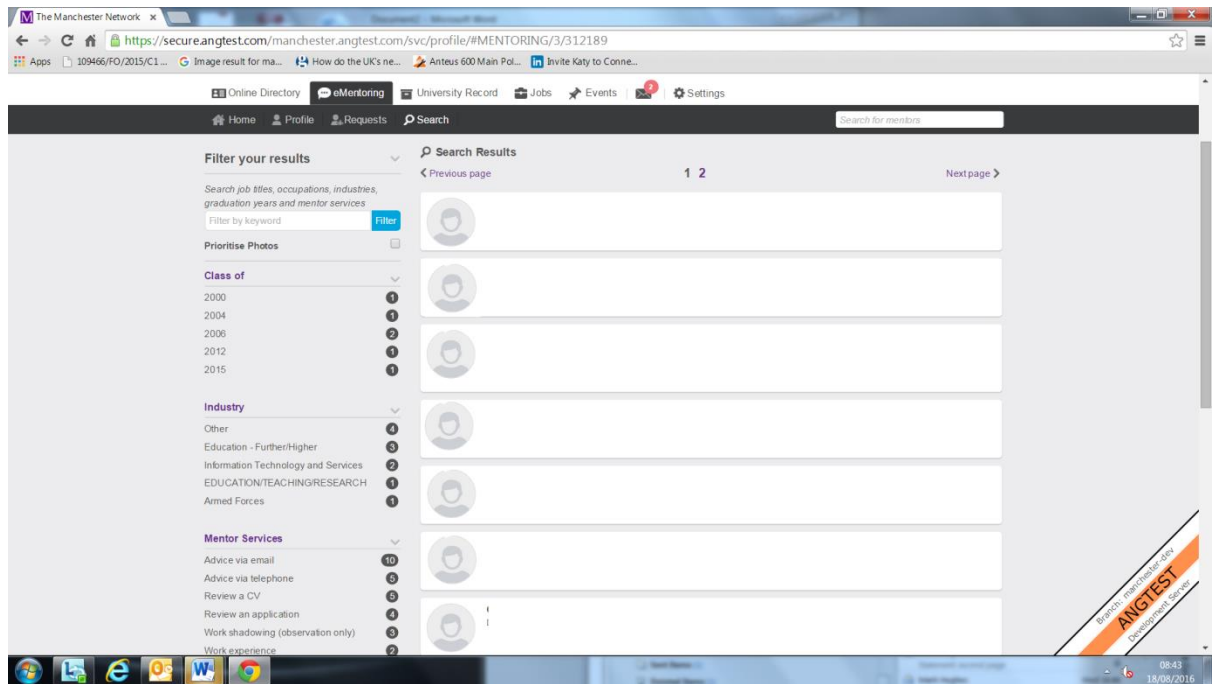 The Manchester Network
Document2 - Microsoft Word
https://secure.angtest.com/manchester.angtest.com/svc/profile/#MENTORING/3/312189
Apps 109466/FO/2015/C1 ... Image result for ma... How do the UK's ne... Anteus 600 Main Pol... Invite Katy to Conne...
Online Directory eMentoring University Record Jobs Events Settings
Home Profile Requests Search Search for mentors
Filter your results
Search job titles, occupations, industries,
graduation years and mentor services
Filter by keyword Filter
Prioritise Photos
Class of
2000 1
2004 1
2006 2
2012 1
2015 1
Industry
Other 4
Education - Further/Higher 3
Information Technology and Services 2
EDUCATION/TEACHING/RESEARCH 1
Armed Forces 1
Mentor Services
Advice via email 10
Advice via telephone 5
Review a CV 5
Review an application 4
Work shadowing (observation only) 3
Work experience 2
Search Results
Previous page 1 2 Next page
Branch: manchester-dev
ANGTEST
Development Server
08:43
18/08/2016